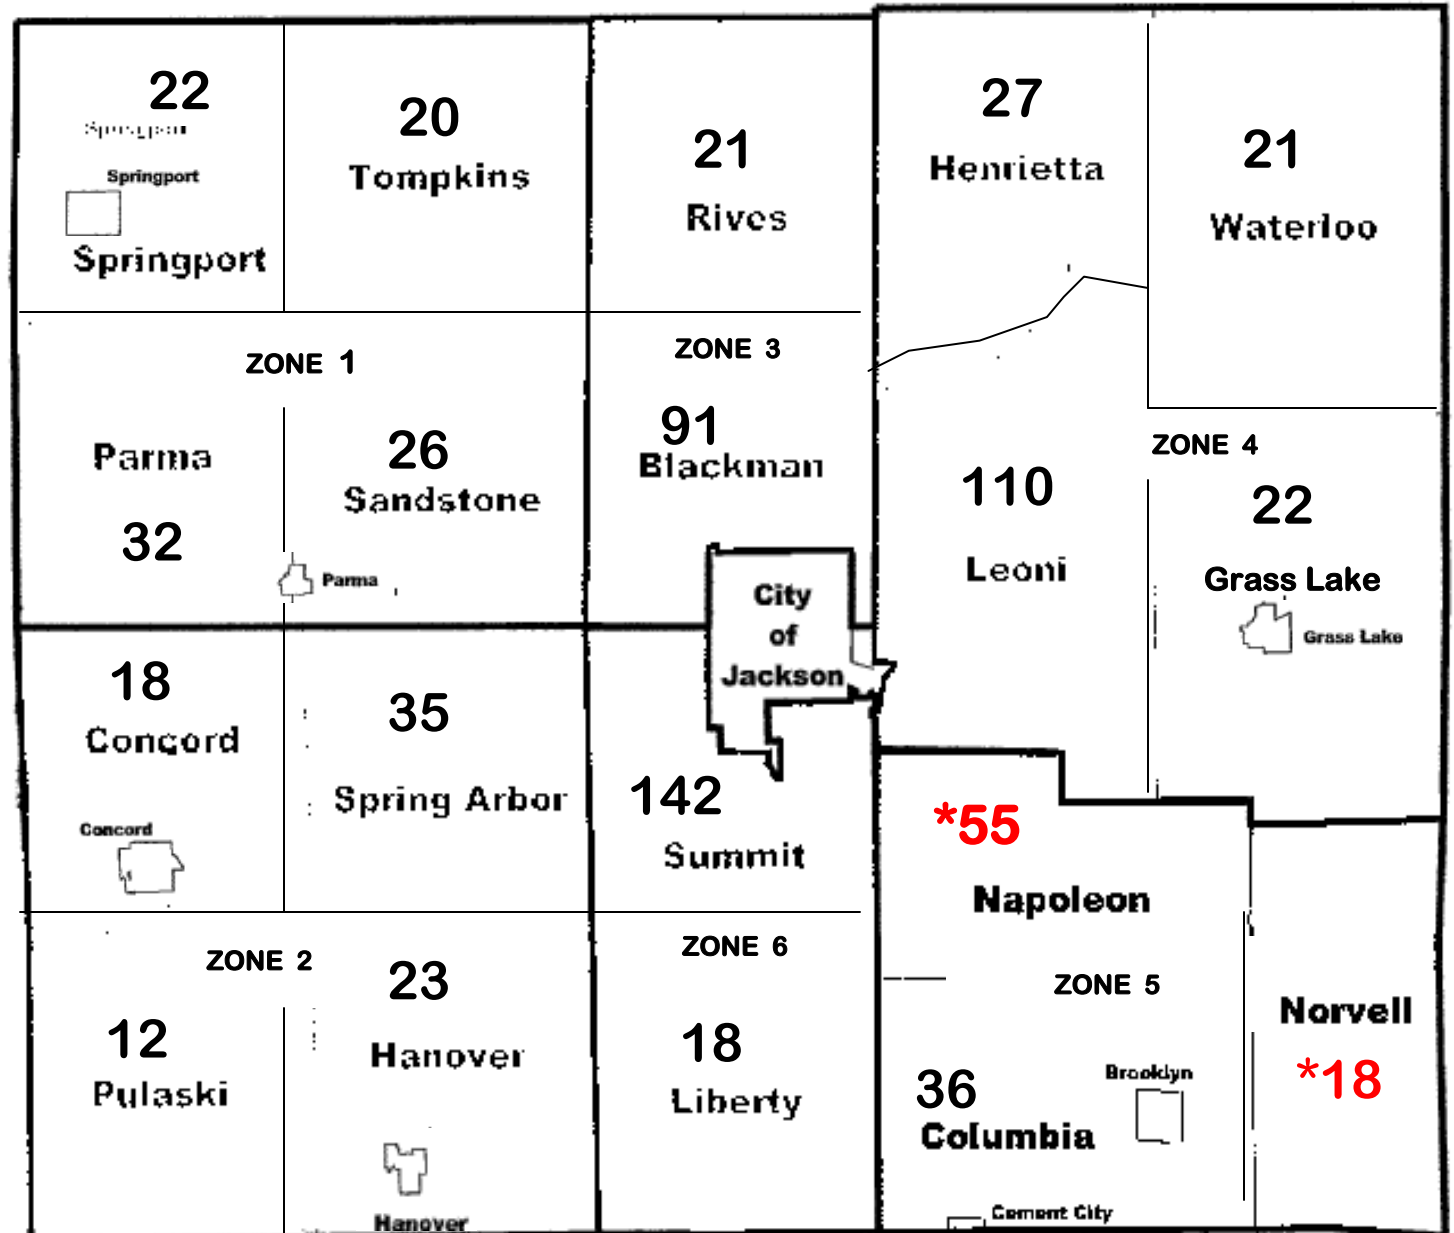 22
Springport
Springport
Springport
20
Tompkins
21
Rives
27
Henrietta
21
Waterloo
ZONE 1
Parma
32
26
Sandstone
Parma
ZONE 3
91
Blackman
City
of
Jackson
ZONE 4
110
Leoni
22
Grass Lake
Grass Lake
18
Concord
Concord
35
Spring Arbor
142
Summit
*55
Napoleon
ZONE 2
12
Pulaski
23
Hanover
Hanover
ZONE 6
18
Liberty
ZONE 5
36
Columbia
Brooklyn
Cement City
Norvell
*18